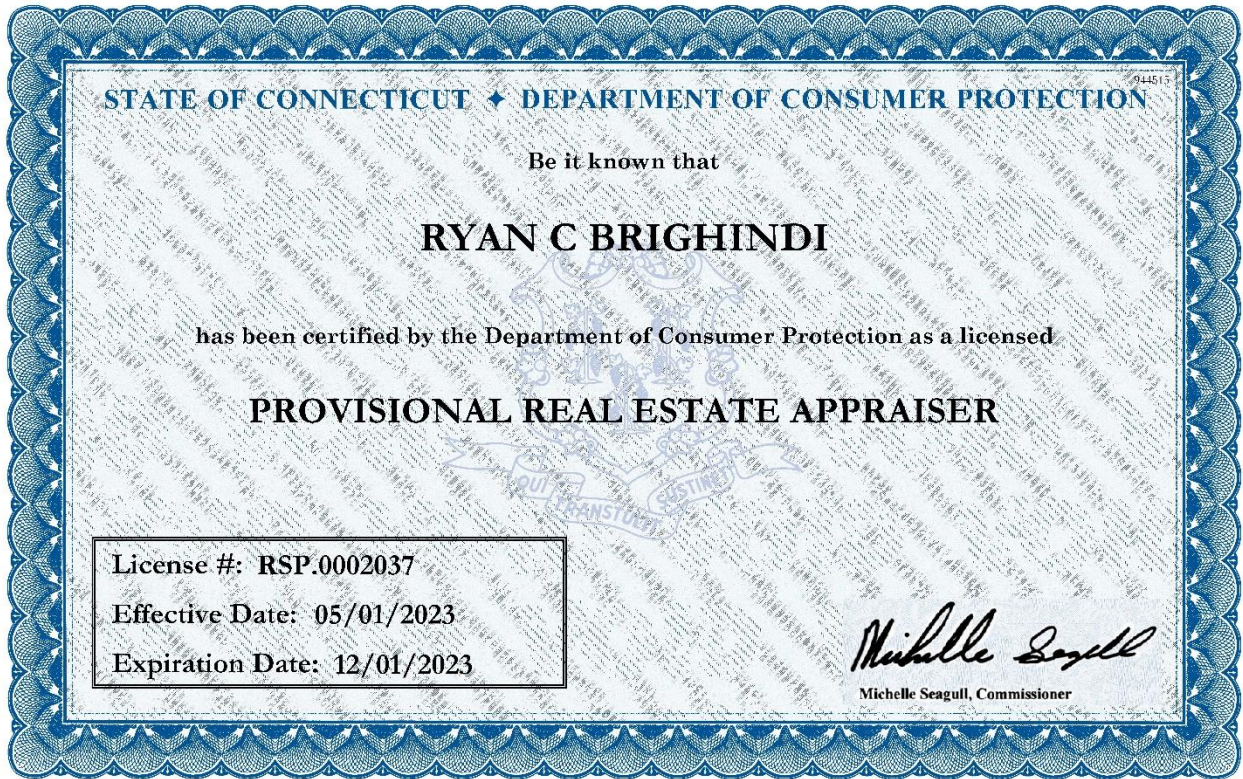 944515
STATE OF CONNECTICUT ✦ DEPARTMENT OF CONSUMER PROTECTION
Be it known that
RYAN C BRIGHINDI
has been certified by the Department of Consumer Protection as a licensed
PROVISIONAL REAL ESTATE APPRAISER
QUI TRANSTULIT SUSTINET
License #: RSP.0002037
Effective Date: 05/01/2023
Expiration Date: 12/01/2023
Michelle Seagull
Michelle Seagull, Commissioner